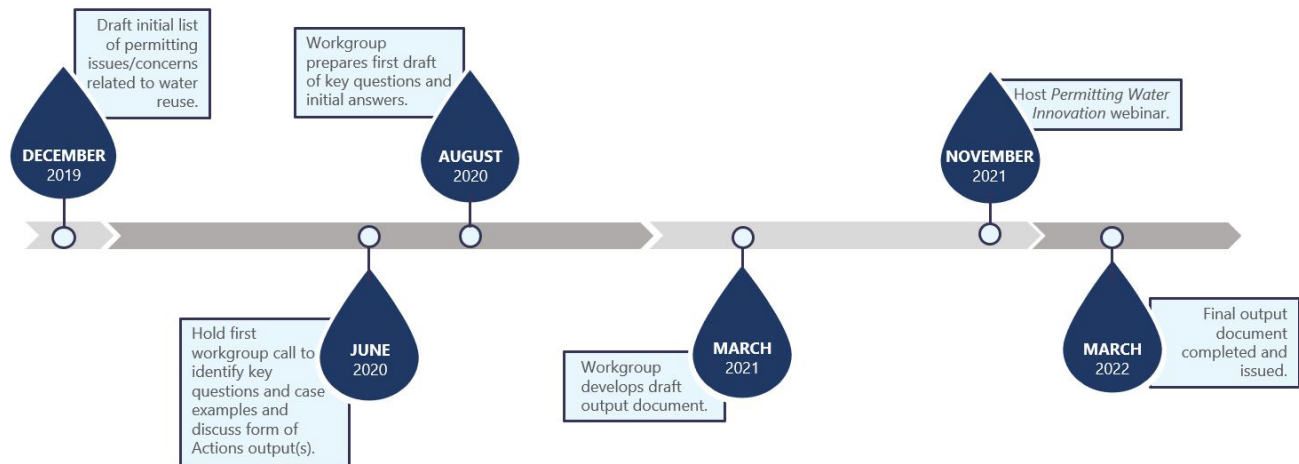 Draft initial list
of permitting
issues/concerns
related to water
reuse.
DECEMBER
2019
Hold first
workgroup call to
identify key
questions and case
examples and
discuss form of
Actions output(s).
JUNE
2020
Workgroup
prepares first draft
of key questions and
initial answers.
AUGUST
2020
Workgroup
develops draft
output document.
MARCH
2021
Host Permitting Water
Innovation webinar.
NOVEMBER
2021
Final output
document
completed and
issued.
MARCH
2022